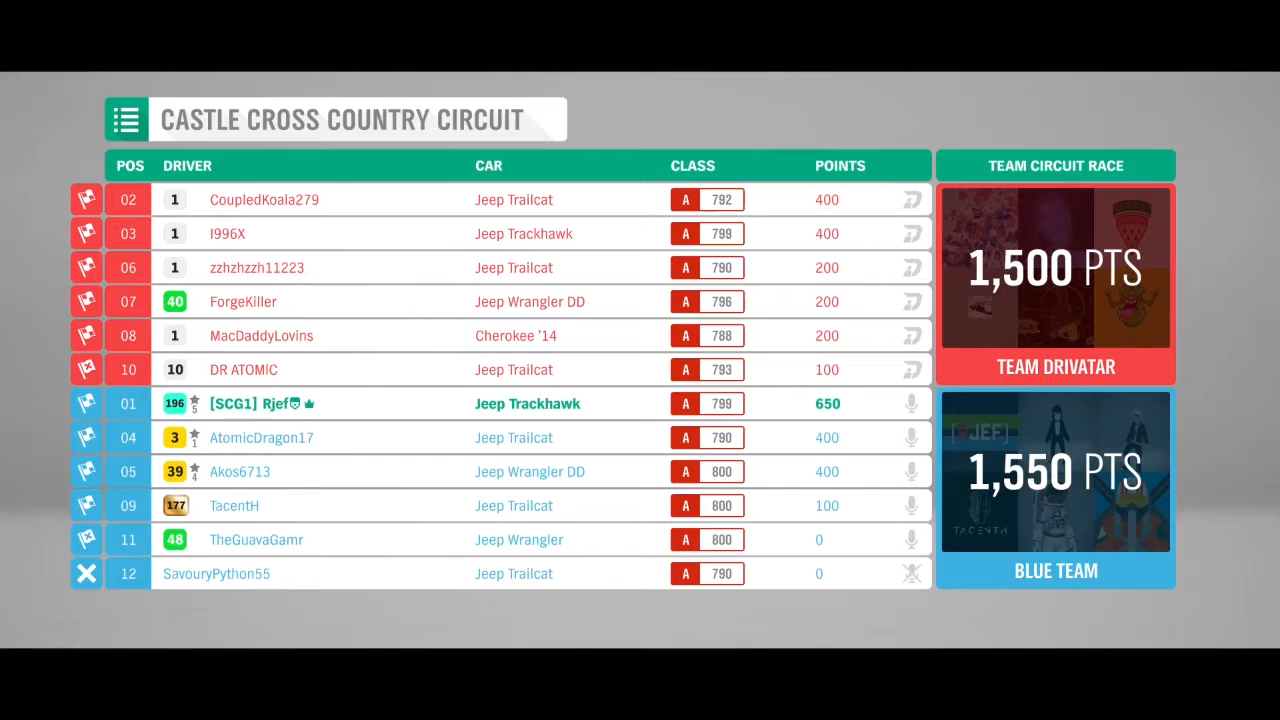 CASTLE CROSS COUNTRY CIRCUIT
POS DRIVER CAR CLASS POINTS TEAM CIRCUIT RACE
02 1 CoupledKoala279 Jeep Trailcat A 792 400
03 1 I996X Jeep Trackhawk A 799 400
06 1 zzhzhzzh11223 Jeep Trailcat A 790 200
07 40 ForgeKiller Jeep Wrangler DD A 796 200
08 1 MacDaddyLovins Cherokee '14 A 788 200
10 10 DR ATOMIC Jeep Trailcat A 793 100
1,500 PTS
TEAM DRIVATAR
01 196 5 [SCG1] Rjef Jeep Trackhawk A 799 650
04 3 1 AtomicDragon17 Jeep Trailcat A 790 400
05 39 4 Akos6713 Jeep Wrangler DD A 800 400
09 177 TacentH Jeep Trailcat A 800 100
11 48 TheGuavaGamr Jeep Wrangler A 800 0
12 SavouryPython55 Jeep Trailcat A 790 0
[RJEF]
1,550 PTS
TACENTH
BLUE TEAM